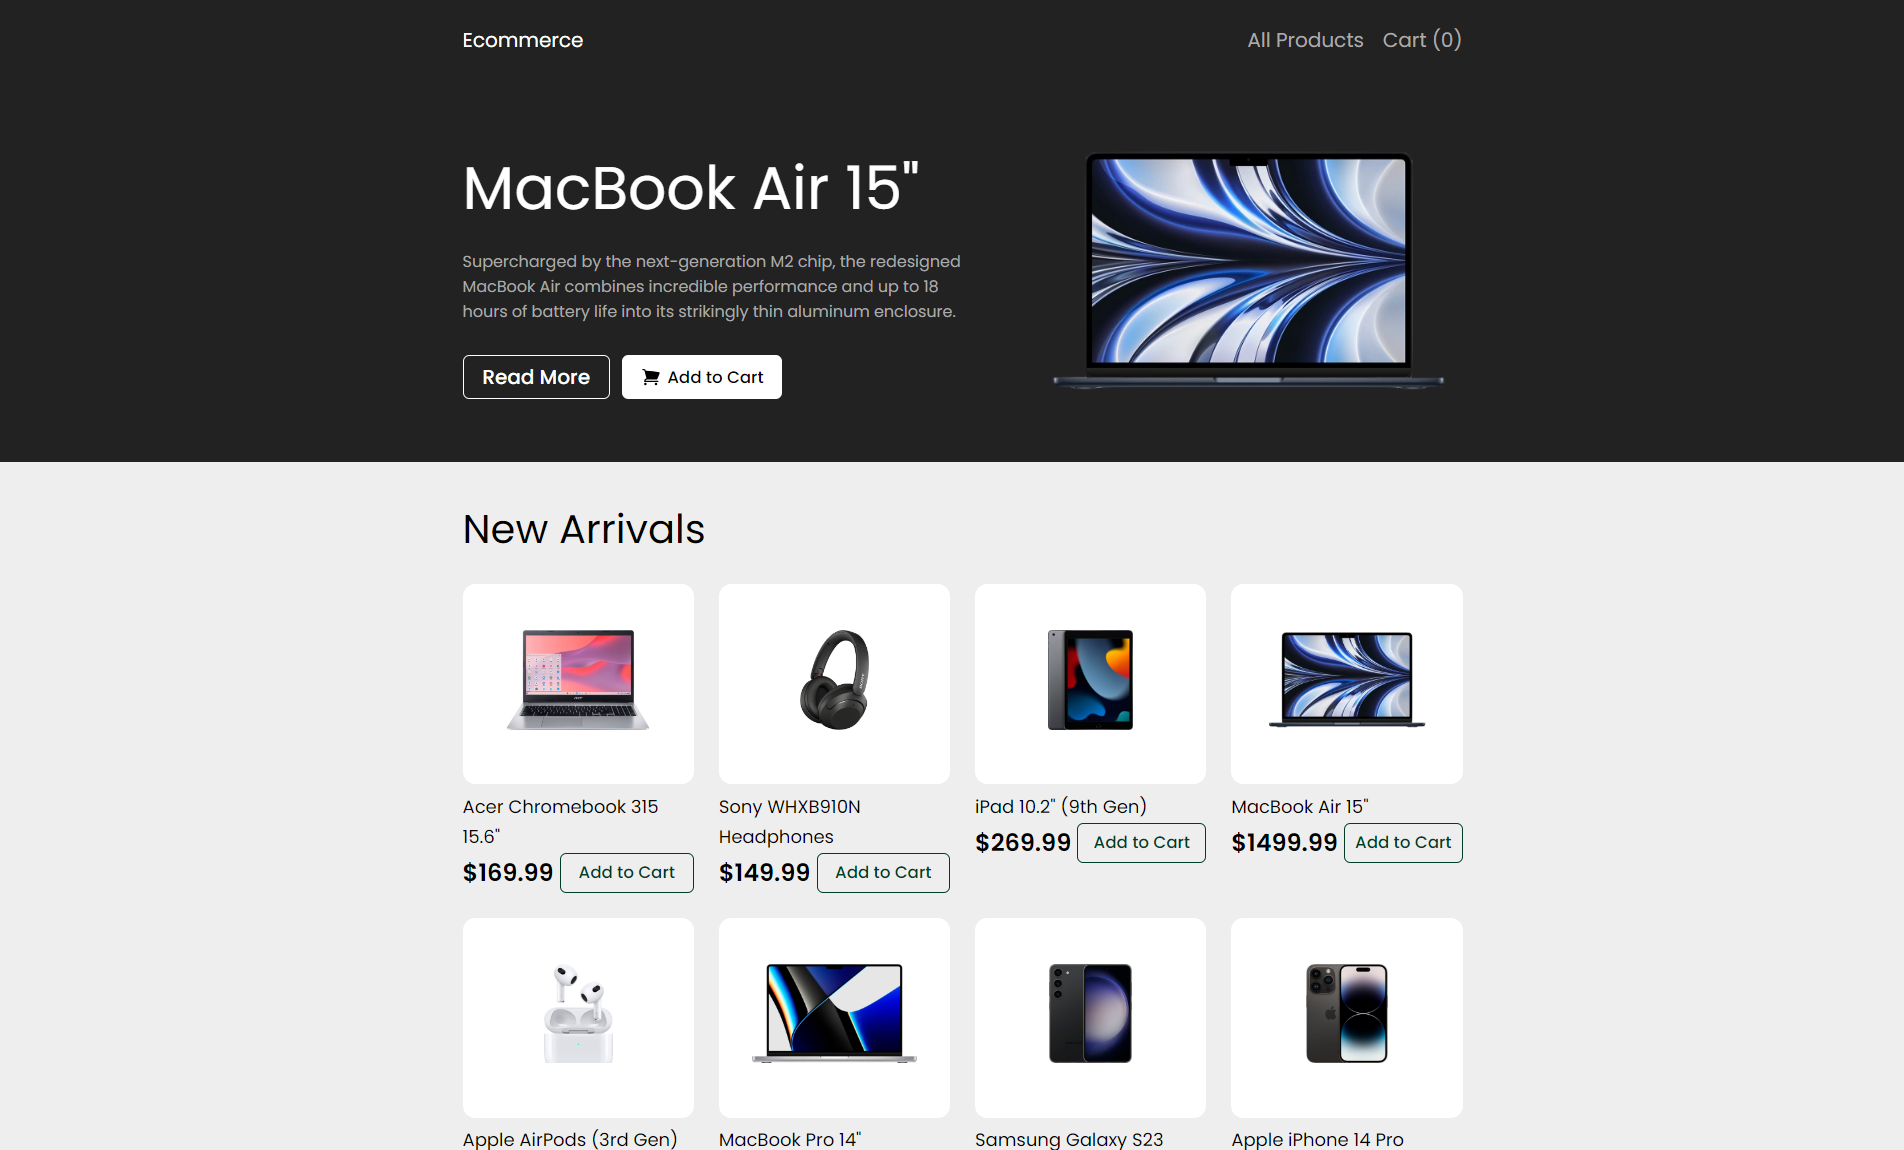 Ecommerce
All Products
Cart (0)
MacBook Air 15"
Supercharged by the next-generation M2 chip, the redesigned
MacBook Air combines incredible performance and up to 18
hours of battery life into its strikingly thin aluminum enclosure.
Read More
Add to Cart
New Arrivals
Acer Chromebook 315
15.6"
$169.99
Add to Cart
Sony WHXB910N
Headphones
$149.99
Add to Cart
iPad 10.2" (9th Gen)
$269.99
Add to Cart
MacBook Air 15"
$1499.99
Add to Cart
Apple AirPods (3rd Gen)
MacBook Pro 14"
Samsung Galaxy S23
Apple iPhone 14 Pro